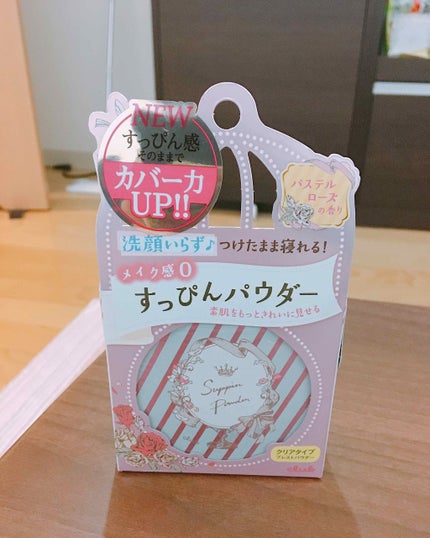 NEW
すっぴん感
そのままで
カバー力
UP!!
パステル
ローズ
の香り
洗顔いらず♪つけたまま寝れる!
メイク感0
すっぴんパウダー
素肌をもっときれいに見せる
Suppin
Powder
クリアタイプ
プレストパウダー
club